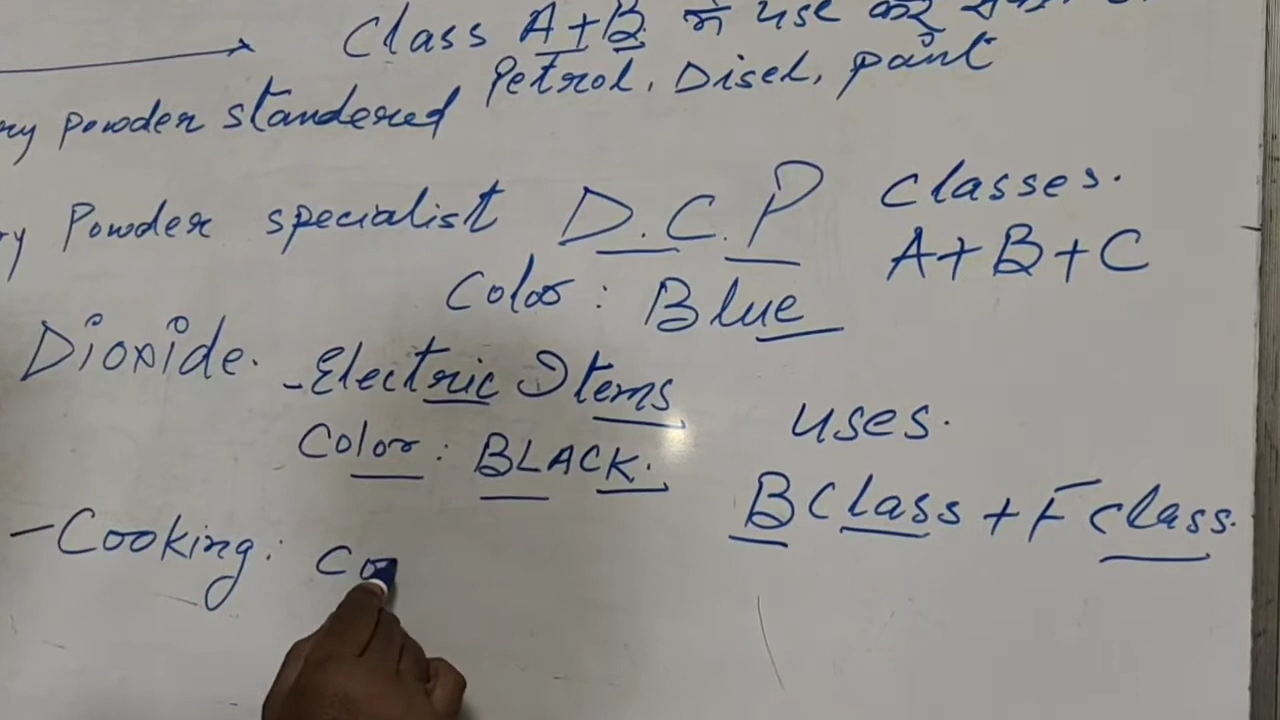 Class A+B में use करे
Petrol, Disel, paint
ry powder standered
ry Powder specialist D.C.P classes.
A+B+C
Color: Blue
Dioxide. -Electric Items
Color: BLACK.
uses.
B Class + F class.
-Cooking: Co